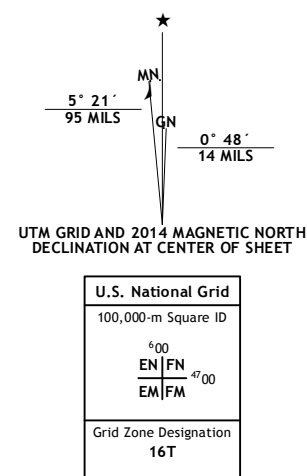 MN.
5° 21´
95 MILS
GN
0° 48´
14 MILS
UTM GRID AND 2014 MAGNETIC NORTH
DECLINATION AT CENTER OF SHEET
U.S. National Grid
100,000-m Square ID
600
EN FN
4700
EM FM
Grid Zone Designation
16T